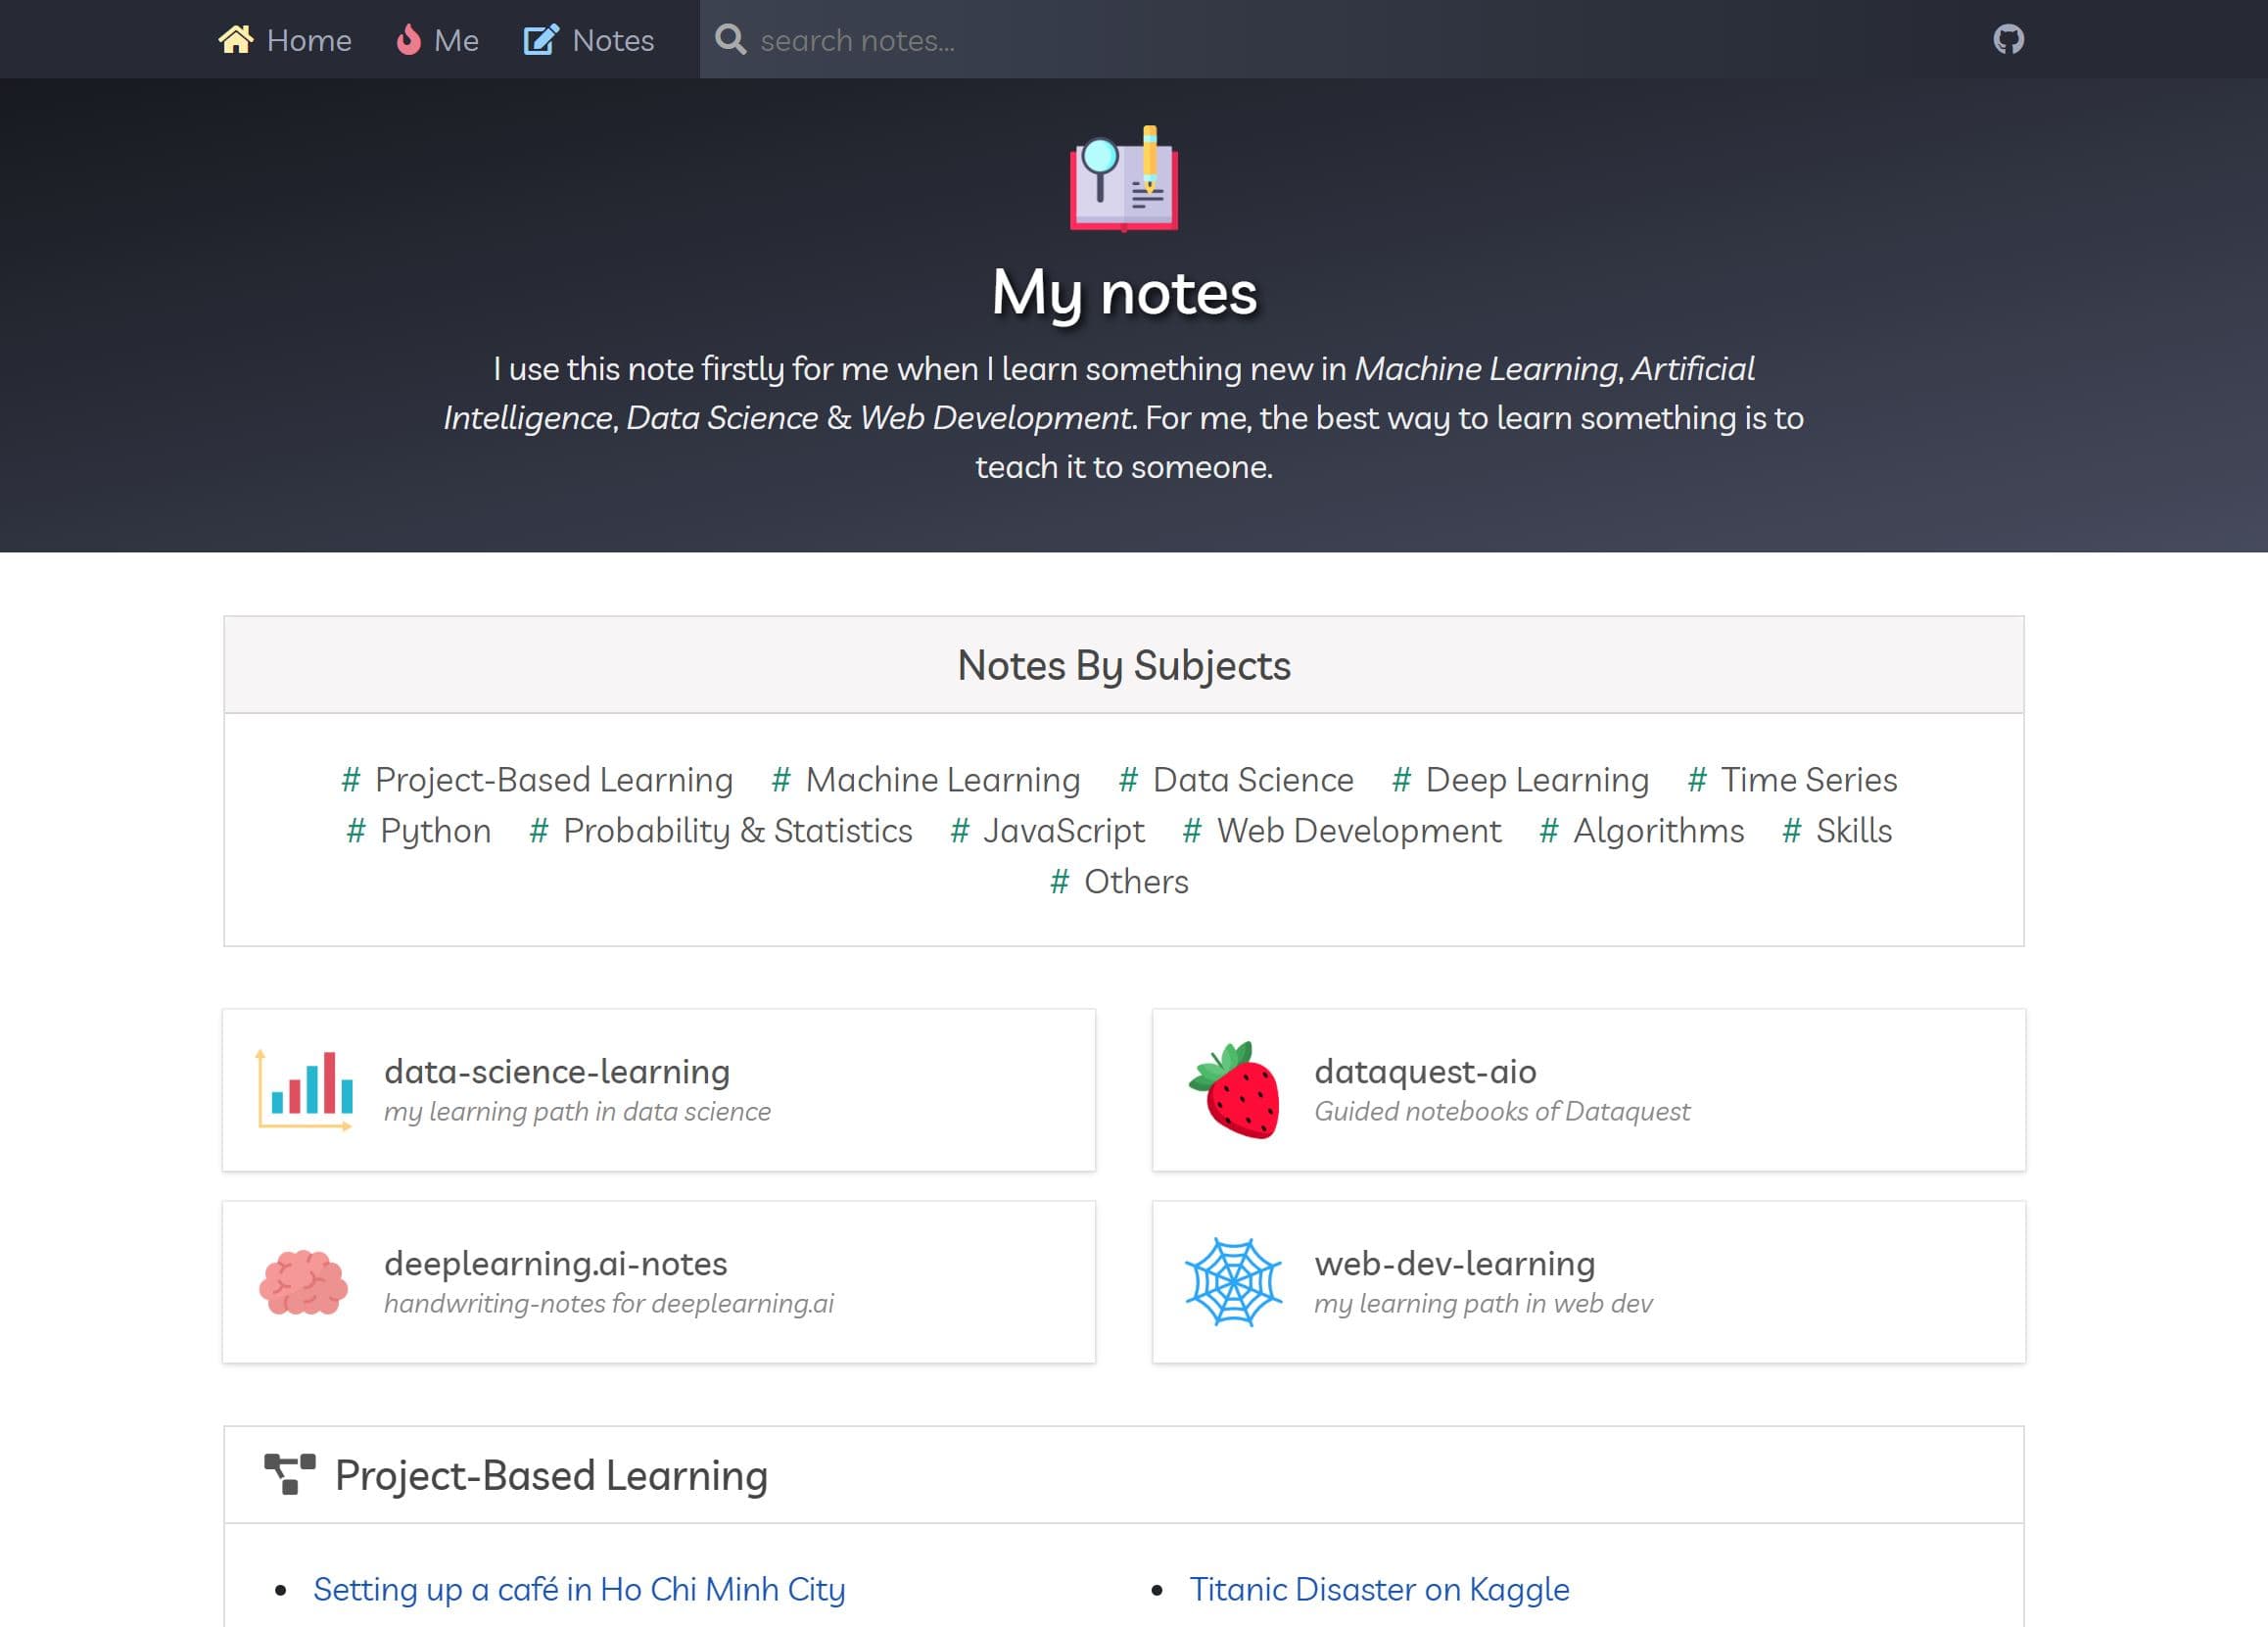 Home Me Notes search notes...
My notes
I use this note firstly for me when I learn something new in Machine Learning, Artificial
Intelligence, Data Science & Web Development. For me, the best way to learn something is to
teach it to someone.
Notes By Subjects
# Project-Based Learning # Machine Learning # Data Science # Deep Learning # Time Series
# Python # Probability & Statistics # JavaScript # Web Development # Algorithms # Skills
# Others
data-science-learning
my learning path in data science
dataquest-aio
Guided notebooks of Dataquest
deeplearning.ai-notes
handwriting-notes for deeplearning.ai
web-dev-learning
my learning path in web dev
Project-Based Learning
• Setting up a café in Ho Chi Minh City
• Titanic Disaster on Kaggle